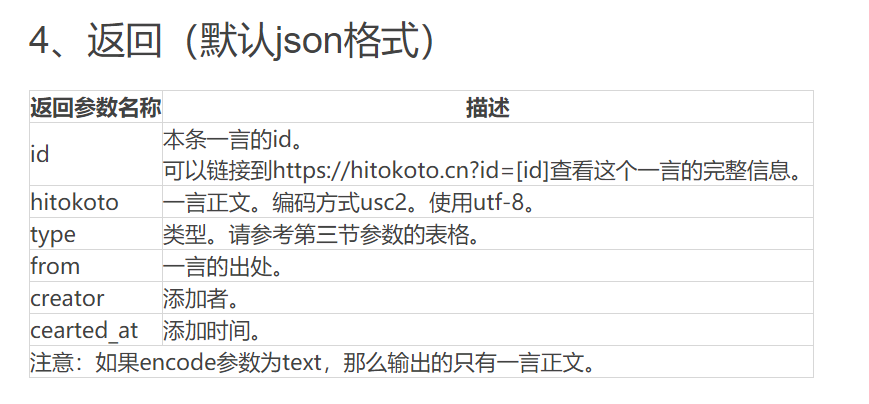 4、返回（默认json格式）
返回参数名称 描述
id 本条一言的id。
可以链接到https://hitokoto.cn?id=[id]查看这个一言的完整信息。
hitokoto 一言正文。编码方式usc2。使用utf-8。
type 类型。请参考第三节参数的表格。
from 一言的出处。
creator 添加者。
cearted_at 添加时间。
注意：如果encode参数为text，那么输出的只有一言正文。